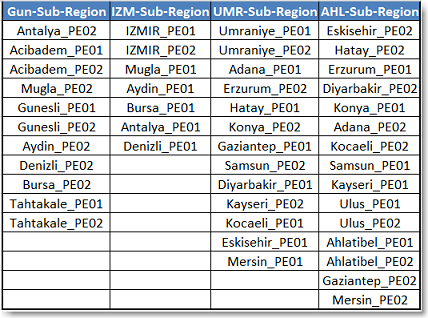 Gun-Sub-Region IZM-Sub-Region UMR-Sub-Region AHL-Sub-Region
Antalya_PE02 IZMIR_PE01 Umraniye_PE01 Eskisehir_PE02
Acibadem_PE01 IZMIR_PE02 Umraniye_PE02 Hatay_PE02
Acibadem_PE02 Mugla_PE01 Adana_PE01 Erzurum_PE01
Mugla_PE02 Aydin_PE01 Erzurum_PE02 Diyarbakir_PE02
Gunesli_PE01 Bursa_PE01 Hatay_PE01 Konya_PE01
Gunesli_PE02 Antalya_PE01 Konya_PE02 Adana_PE02
Aydin_PE02 Denizli_PE01 Gaziantep_PE01 Kocaeli_PE02
Denizli_PE02 Samsun_PE02 Samsun_PE01
Bursa_PE02 Diyarbakir_PE01 Kayseri_PE01
Tahtakale_PE01 Kayseri_PE02 Ulus_PE01
Tahtakale_PE02 Kocaeli_PE01 Ulus_PE02
Eskisehir_PE01 Ahlatibel_PE01
Mersin_PE01 Ahlatibel_PE02
Gaziantep_PE02
Mersin_PE02